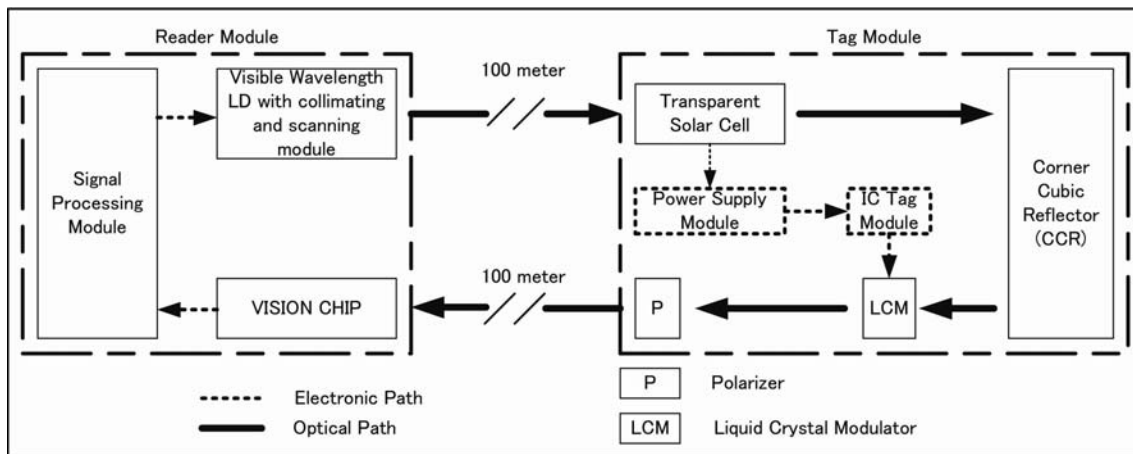 Reader Module
Tag Module
100 meter
Signal
Processing
Module
Visible Wavelength
LD with collimating
and scanning
module
Transparent
Solar Cell
Corner
Cubic
Reflector
(CCR)
Power Supply
Module
IC Tag
Module
100 meter
VISION CHIP
P
LCM
Electronic Path
Optical Path
P
Polarizer
LCM
Liquid Crystal Modulator